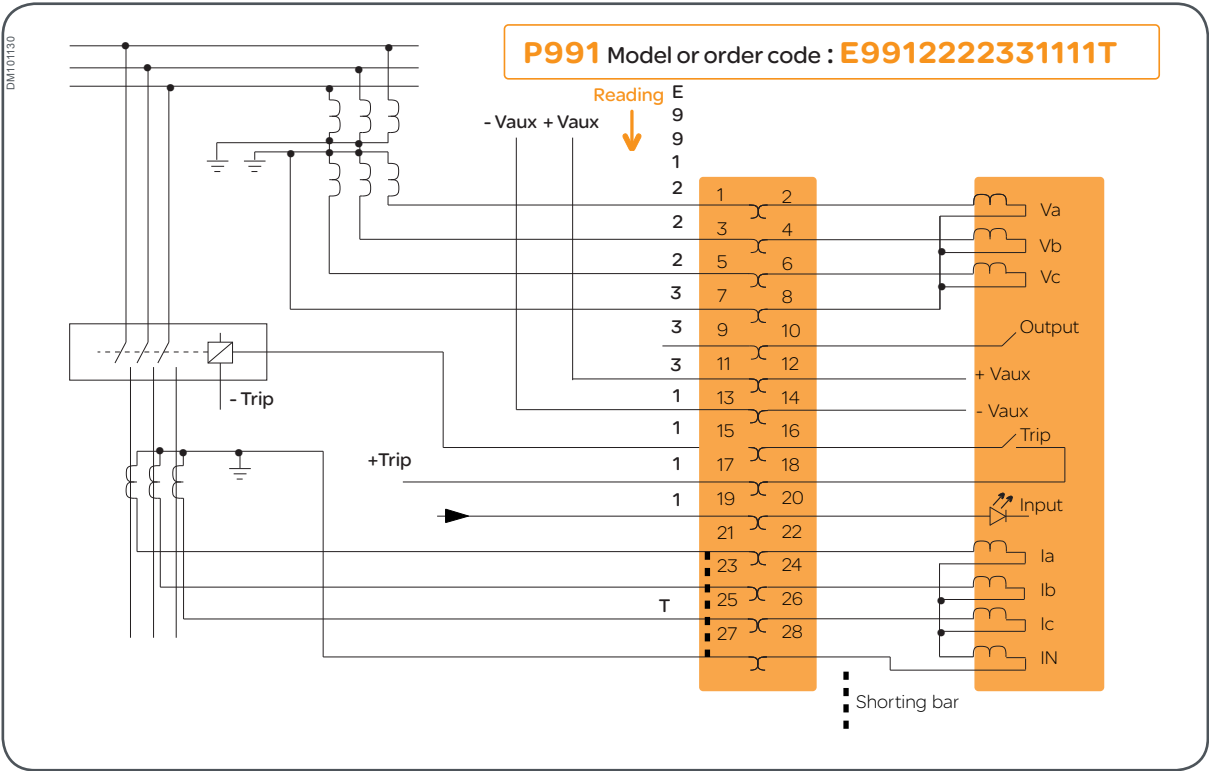 DM101130
P991 Model or order code : E9912222331111T
Reading
E
9
9
1
2
2
2
3
3
3
1
1
1
1
T
- Vaux + Vaux
1 2
3 4
5 6
7 8
9 10
11 12
13 14
15 16
17 18
19 20
21 22
23 24
25 26
27 28
Va
Vb
Vc
Output
+ Vaux
- Vaux
Trip
Input
Ia
Ib
Ic
IN
- Trip
+Trip
Shorting bar